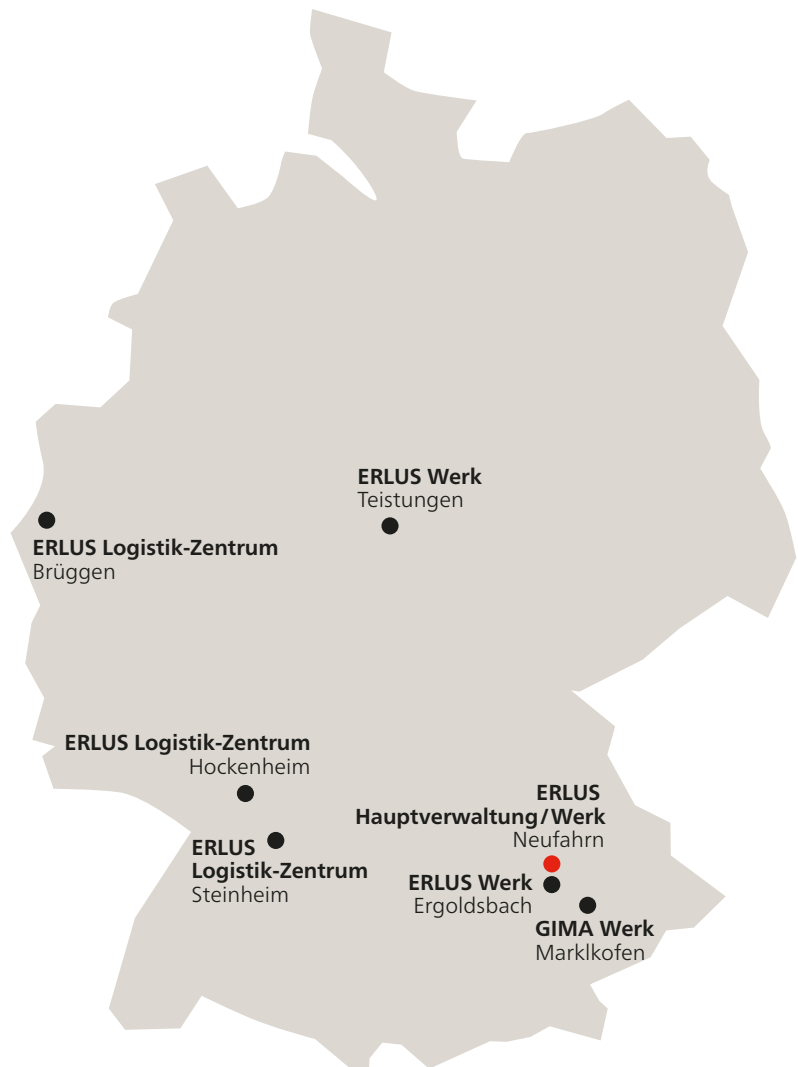 ERLUS Werk
Teistungen
ERLUS Logistik-Zentrum
Brüggen
ERLUS Logistik-Zentrum
Hockenheim
ERLUS
Logistik-Zentrum
Steinheim
ERLUS
Hauptverwaltung/Werk
Neufahrn
ERLUS Werk
Ergoldsbach
GIMA Werk
Marklkofen